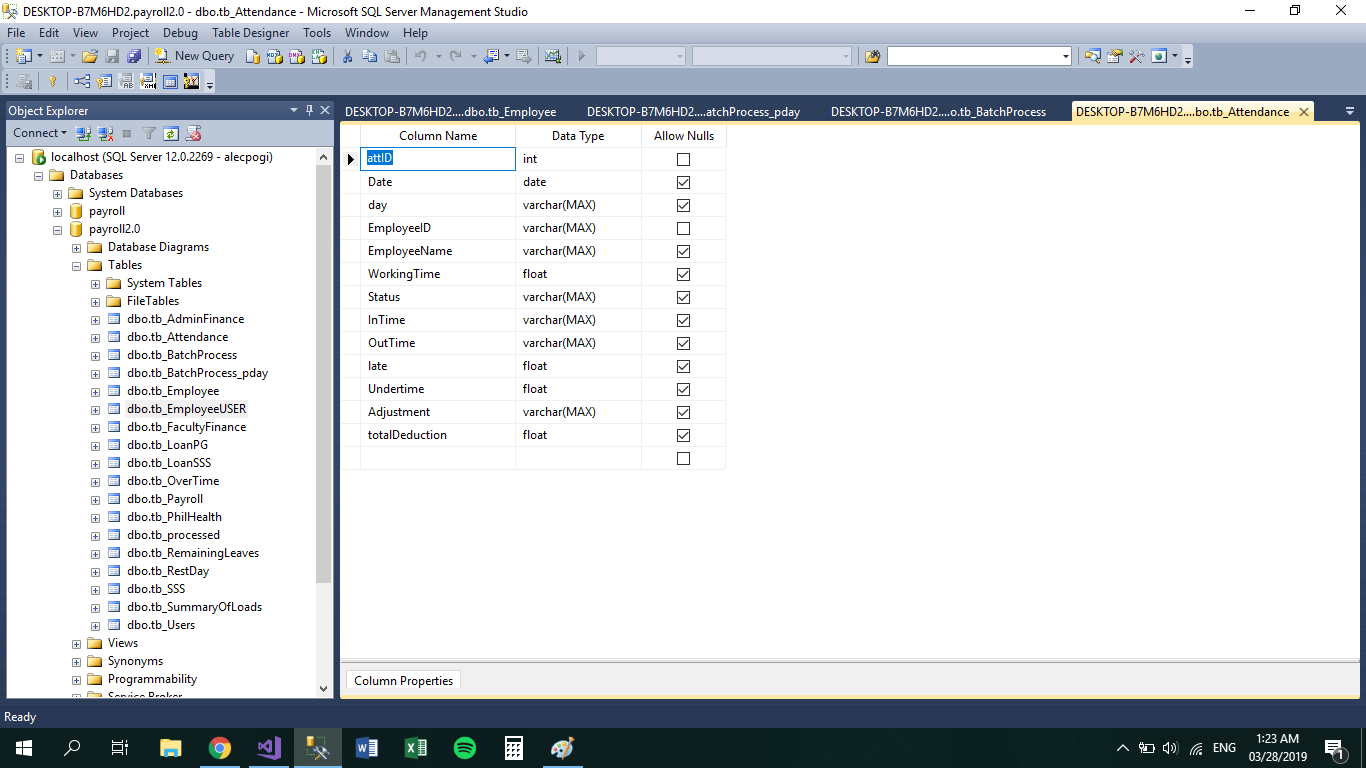 DESKTOP-B7M6HD2.payroll2.0 - dbo.tb_Attendance - Microsoft SQL Server Management Studio
File Edit View Project Debug Table Designer Tools Window Help
New Query
Object Explorer
Connect
localhost (SQL Server 12.0.2269 - alecpogi)
Databases
System Databases
payroll
payroll2.0
Database Diagrams
Tables
System Tables
FileTables
dbo.tb_AdminFinance
dbo.tb_Attendance
dbo.tb_BatchProcess
dbo.tb_BatchProcess_pday
dbo.tb_Employee
dbo.tb_EmployeeUSER
dbo.tb_FacultyFinance
dbo.tb_LoanPG
dbo.tb_LoanSSS
dbo.tb_OverTime
dbo.tb_Payroll
dbo.tb_PhilHealth
dbo.tb_processed
dbo.tb_RemainingLeaves
dbo.tb_RestDay
dbo.tb_SSS
dbo.tb_SummaryOfLoads
dbo.tb_Users
Views
Synonyms
Programmability
Service Broker
DESKTOP-B7M6HD2....dbo.tb_Employee DESKTOP-B7M6HD2....atchProcess_pday DESKTOP-B7M6HD2....o.tb_BatchProcess DESKTOP-B7M6HD2....bo.tb_Attendance
Column Name Data Type Allow Nulls
attID int
Date date
day varchar(MAX)
EmployeeID varchar(MAX)
EmployeeName varchar(MAX)
WorkingTime float
Status varchar(MAX)
InTime varchar(MAX)
OutTime varchar(MAX)
late float
Undertime float
Adjustment varchar(MAX)
totalDeduction float
Column Properties
Ready
ENG
1:23 AM
03/28/2019
1